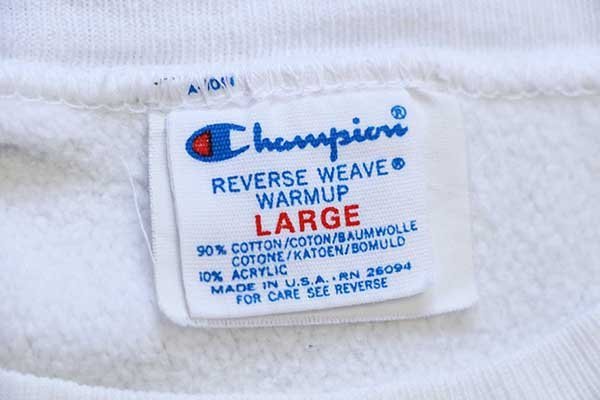 Champion®
REVERSE WEAVE®
WARMUP
LARGE
90% COTTON/COTON/BAUMWOLLE
COTONE/KATOEN/BOMULD
10% ACRYLIC
MADE IN U.S.A. RN 26094
FOR CARE SEE REVERSE